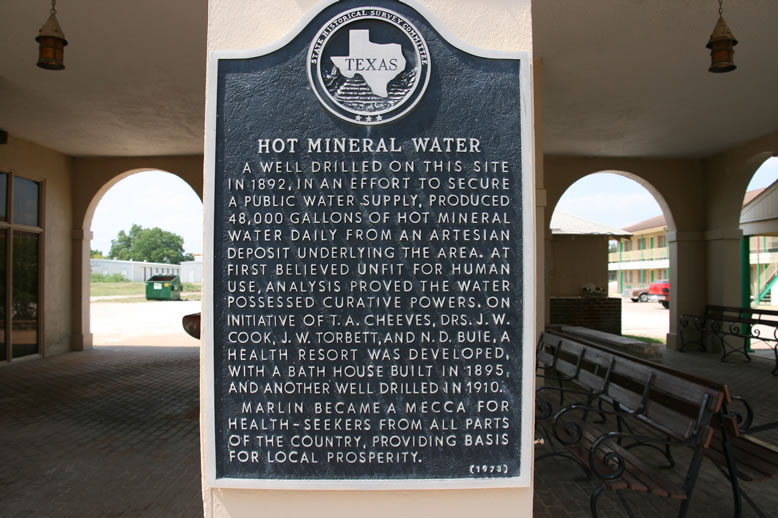 STATE HISTORICAL SURVEY COMMITTEE
TEXAS
HOT MINERAL WATER
A WELL DRILLED ON THIS SITE
IN 1892, IN AN EFFORT TO SECURE
A PUBLIC WATER SUPPLY, PRODUCED
48,000 GALLONS OF HOT MINERAL
WATER DAILY FROM AN ARTESIAN
DEPOSIT UNDERLYING THE AREA. AT
FIRST BELIEVED UNFIT FOR HUMAN
USE, ANALYSIS PROVED THE WATER
POSSESSED CURATIVE POWERS. ON
INITIATIVE OF T. A. CHEEVES, DRS. J. W.
COOK, J. W. TORBETT, AND N. D. BUIE, A
HEALTH RESORT WAS DEVELOPED,
WITH A BATH HOUSE BUILT IN 1895,
AND ANOTHER WELL DRILLED IN 1910.
MARLIN BECAME A MECCA FOR
HEALTH-SEEKERS FROM ALL PARTS
OF THE COUNTRY, PROVIDING BASIS
FOR LOCAL PROSPERITY.
(1973)